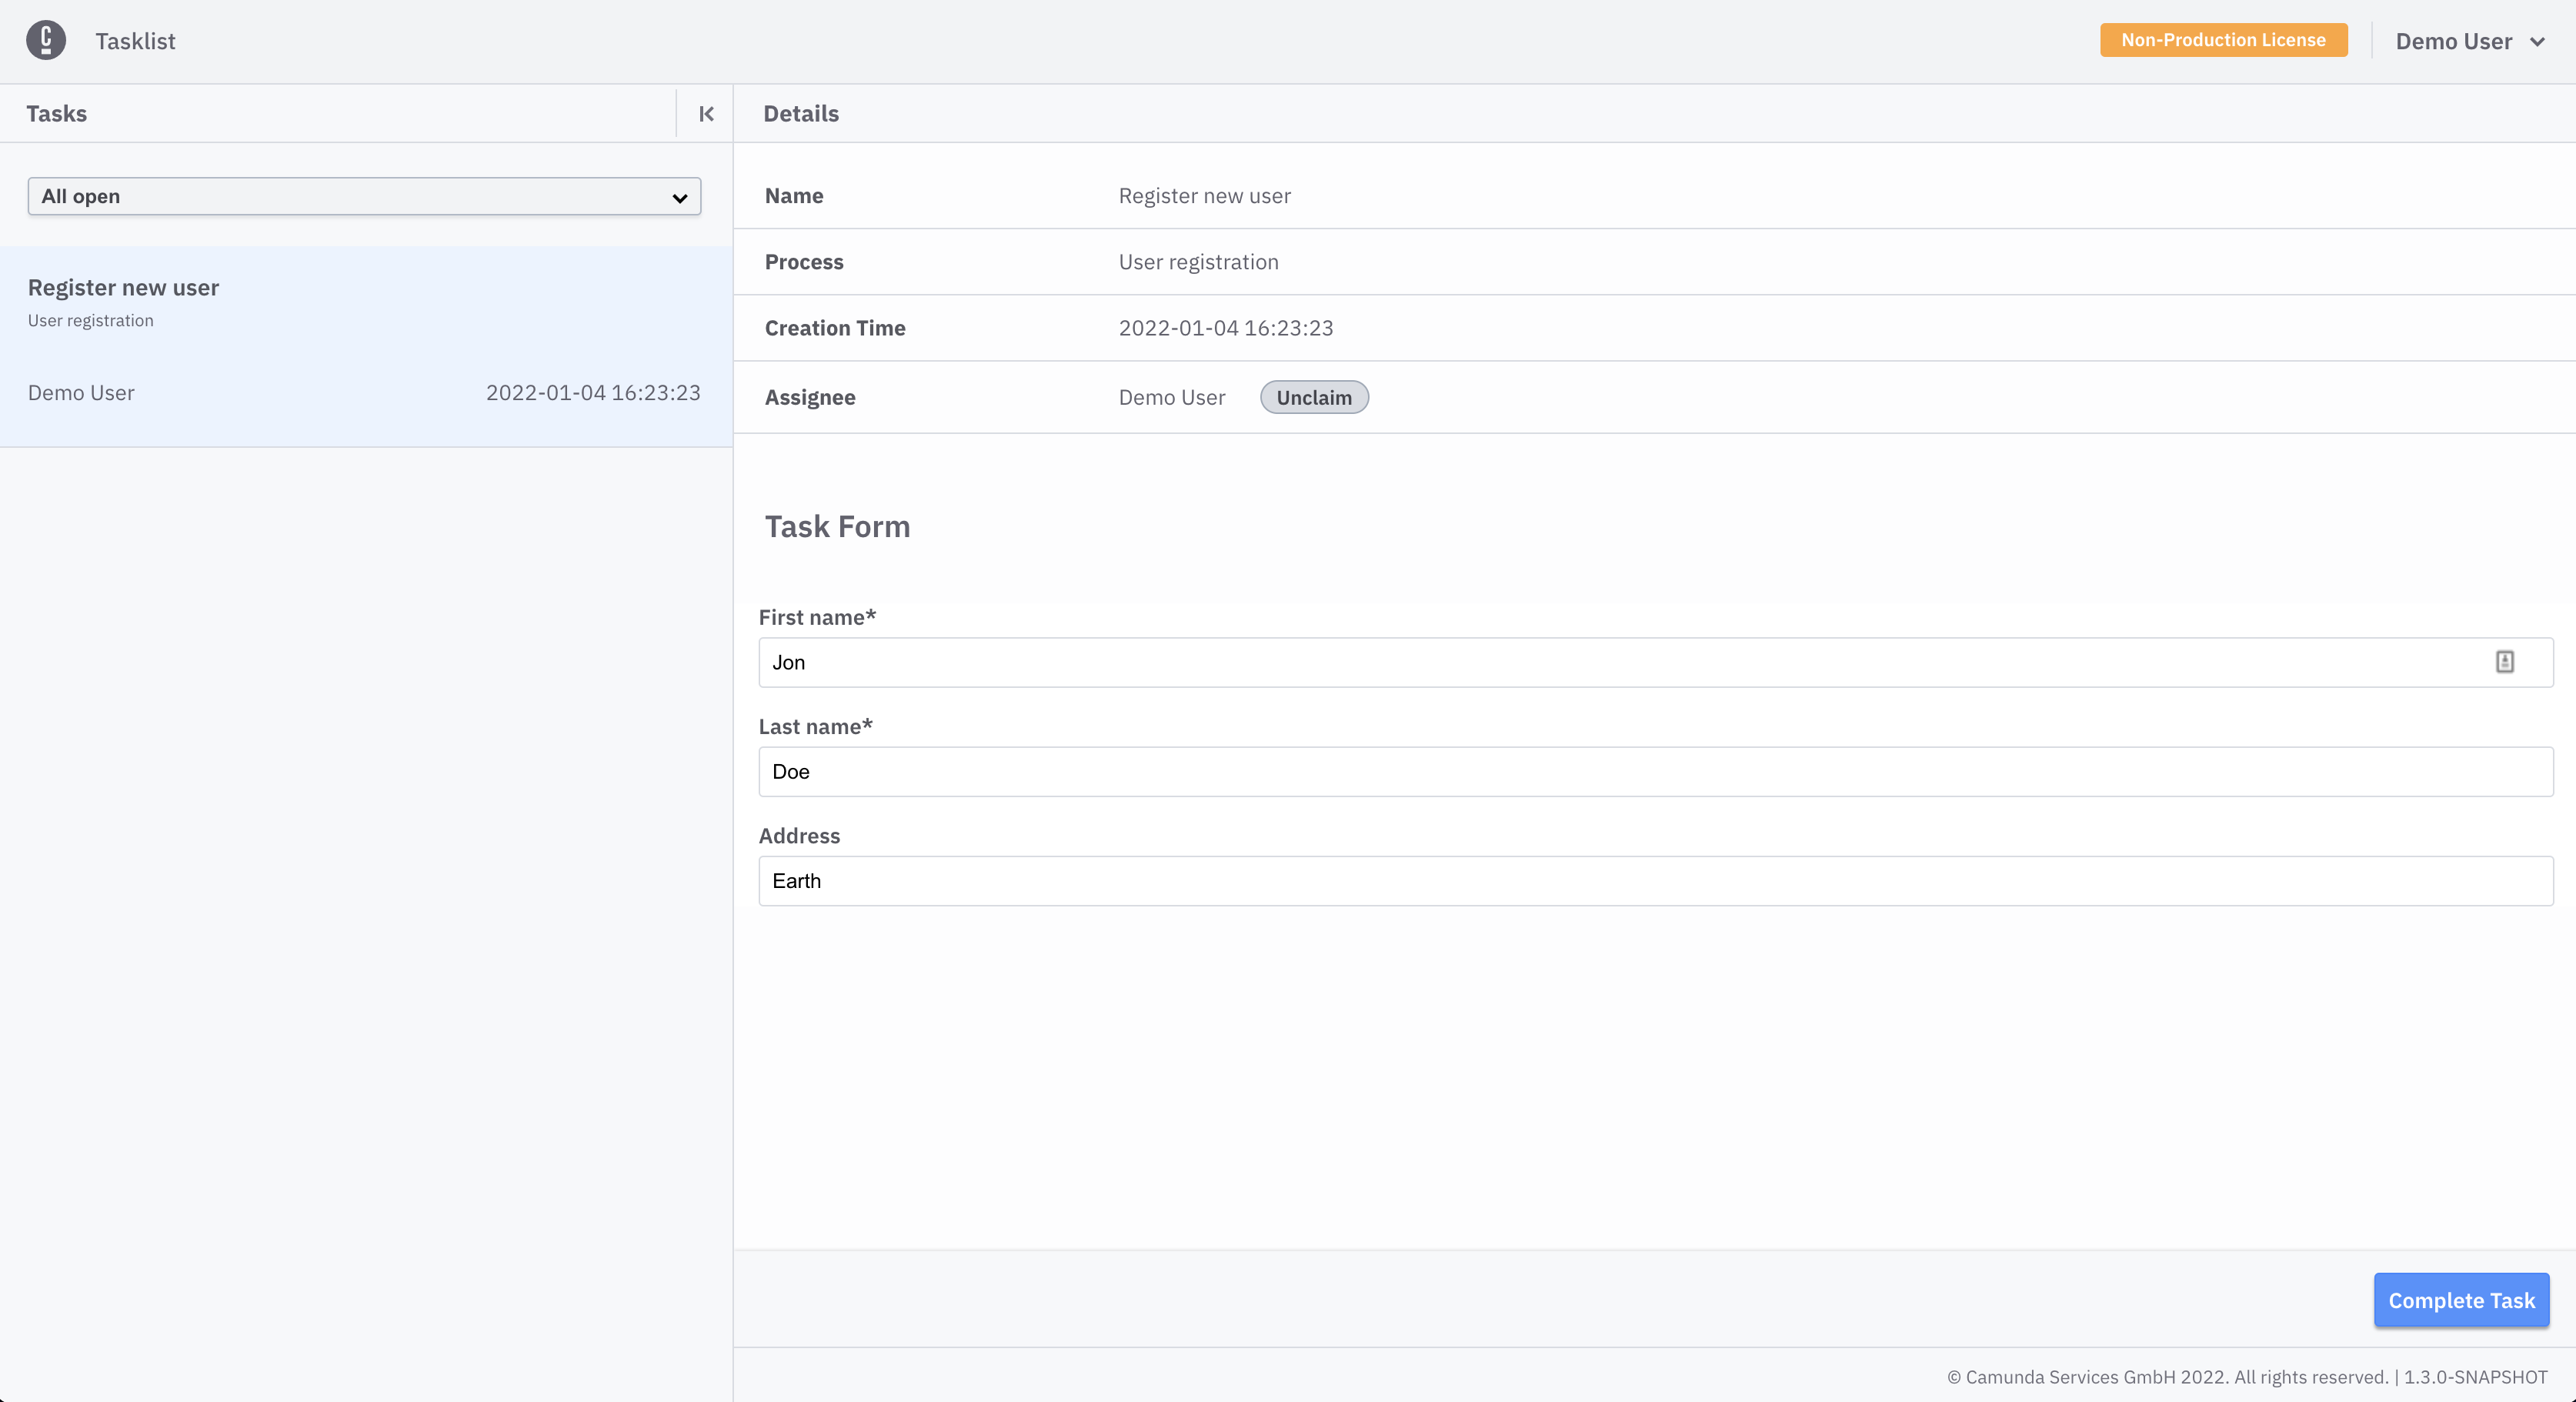 Tasklist
Non-Production License
Demo User
Tasks
Details
All open
Register new user
User registration
Demo User 2022-01-04 16:23:23
Name Register new user
Process User registration
Creation Time 2022-01-04 16:23:23
Assignee Demo User Unclaim
Task Form
First name*
Jon
Last name*
Doe
Address
Earth
Complete Task
© Camunda Services GmbH 2022. All rights reserved. | 1.3.0-SNAPSHOT